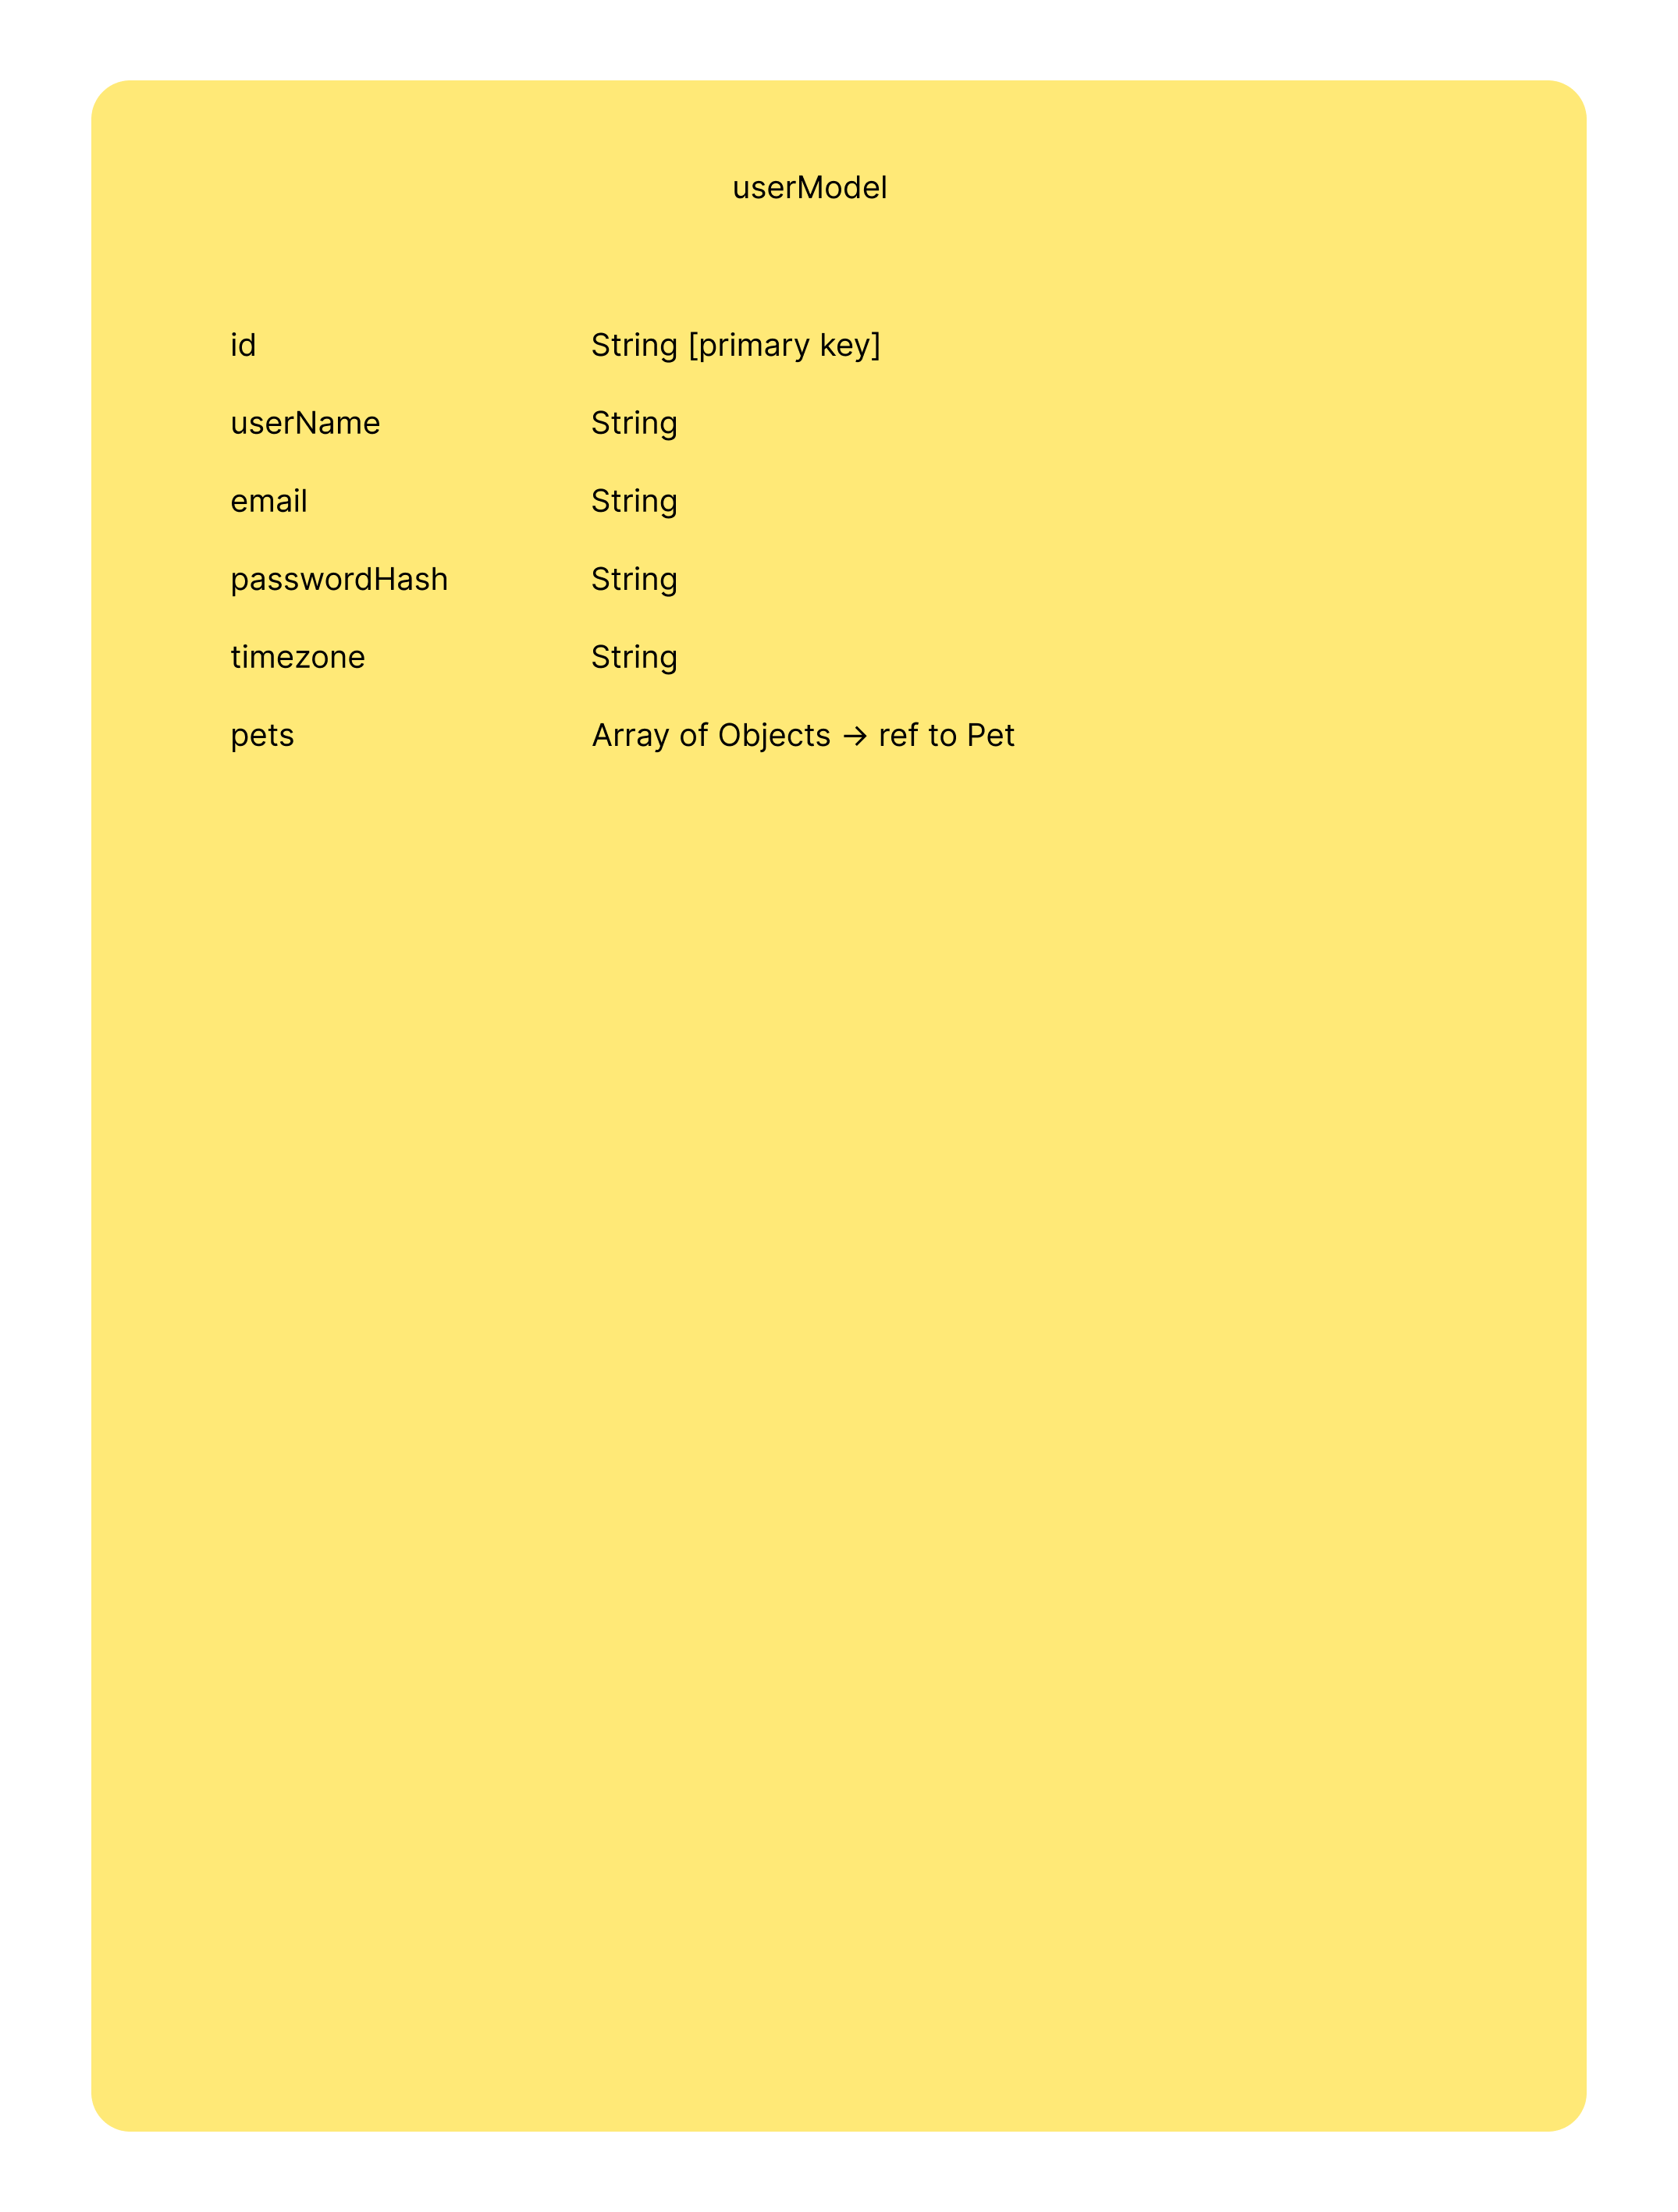 userModel
id String [primary key]
userName String
email String
passwordHash String
timezone String
pets Array of Objects → ref to Pet